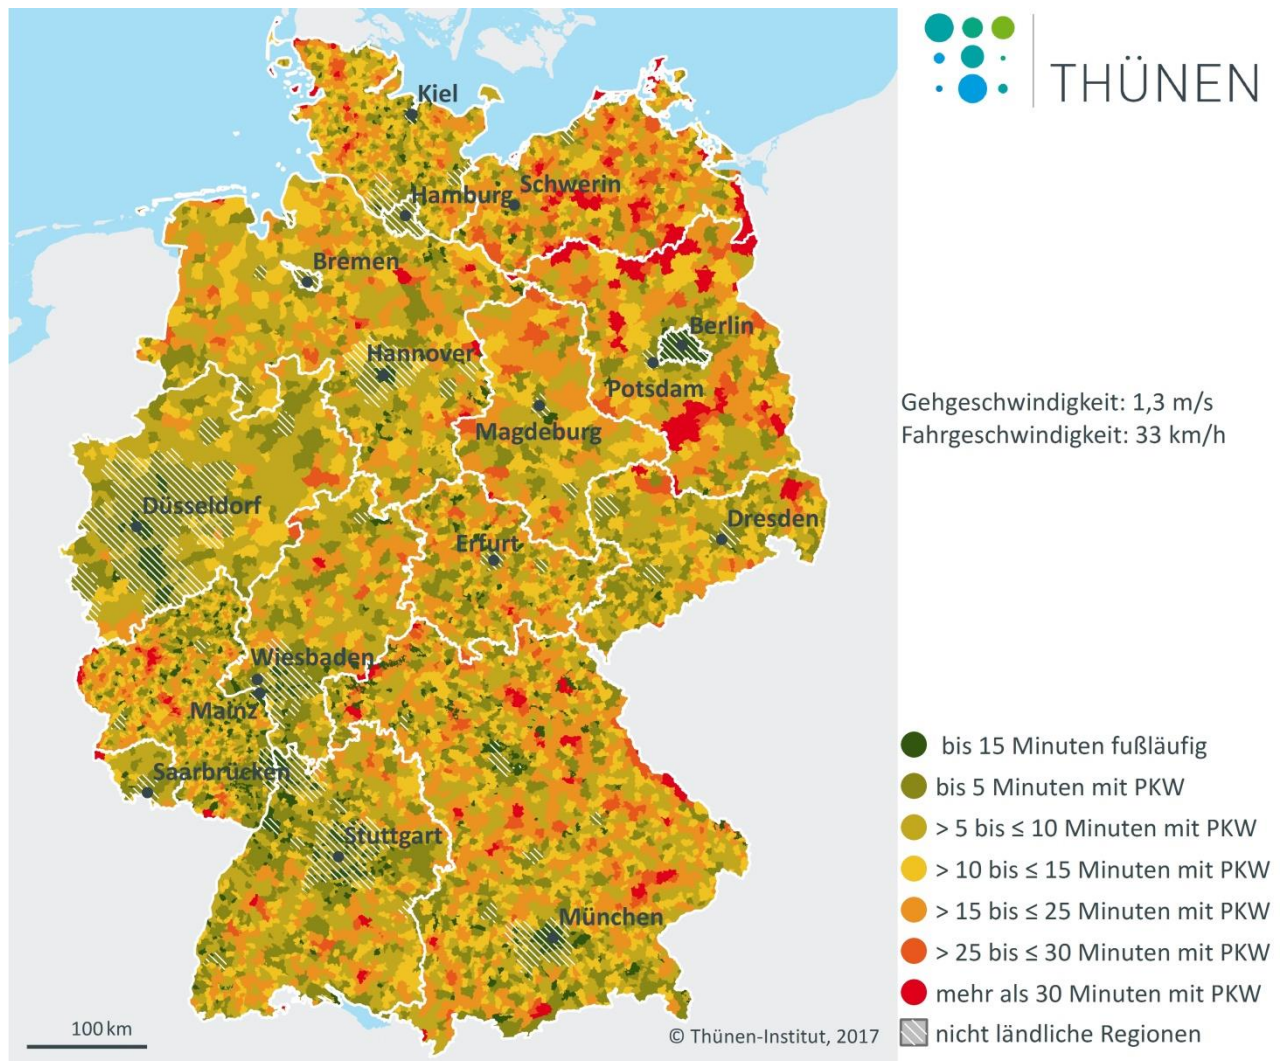 THÜNEN
Kiel
Schwerin
Hamburg
Bremen
Berlin
Hannover
Potsdam
Magdeburg
Düsseldorf
Dresden
Erfurt
Wiesbaden
Mainz
Saarbrücken
Stuttgart
München
Gehgeschwindigkeit: 1,3 m/s
Fahrgeschwindigkeit: 33 km/h
bis 15 Minuten fußläufig
bis 5 Minuten mit PKW
> 5 bis ≤ 10 Minuten mit PKW
> 10 bis ≤ 15 Minuten mit PKW
> 15 bis ≤ 25 Minuten mit PKW
> 25 bis ≤ 30 Minuten mit PKW
mehr als 30 Minuten mit PKW
nicht ländliche Regionen
100 km
© Thünen-Institut, 2017